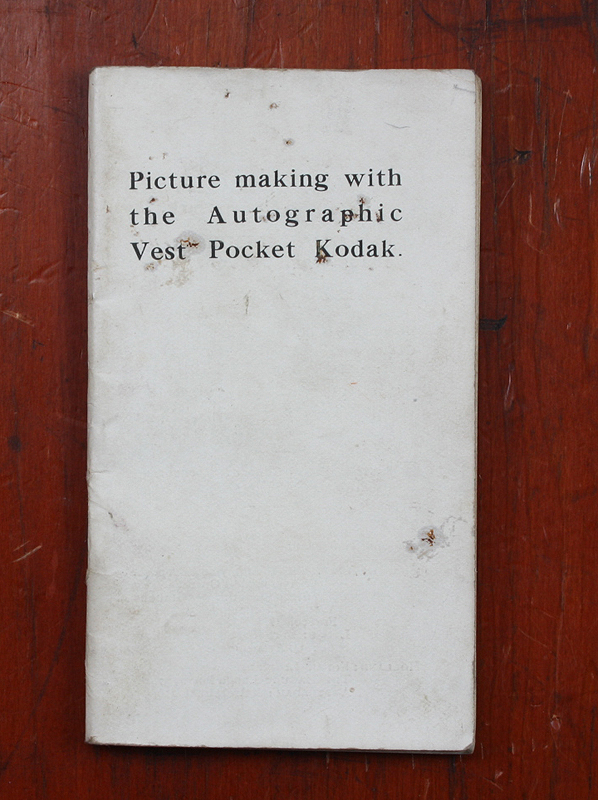 Picture making with
the Autographic
Vest Pocket Kodak.